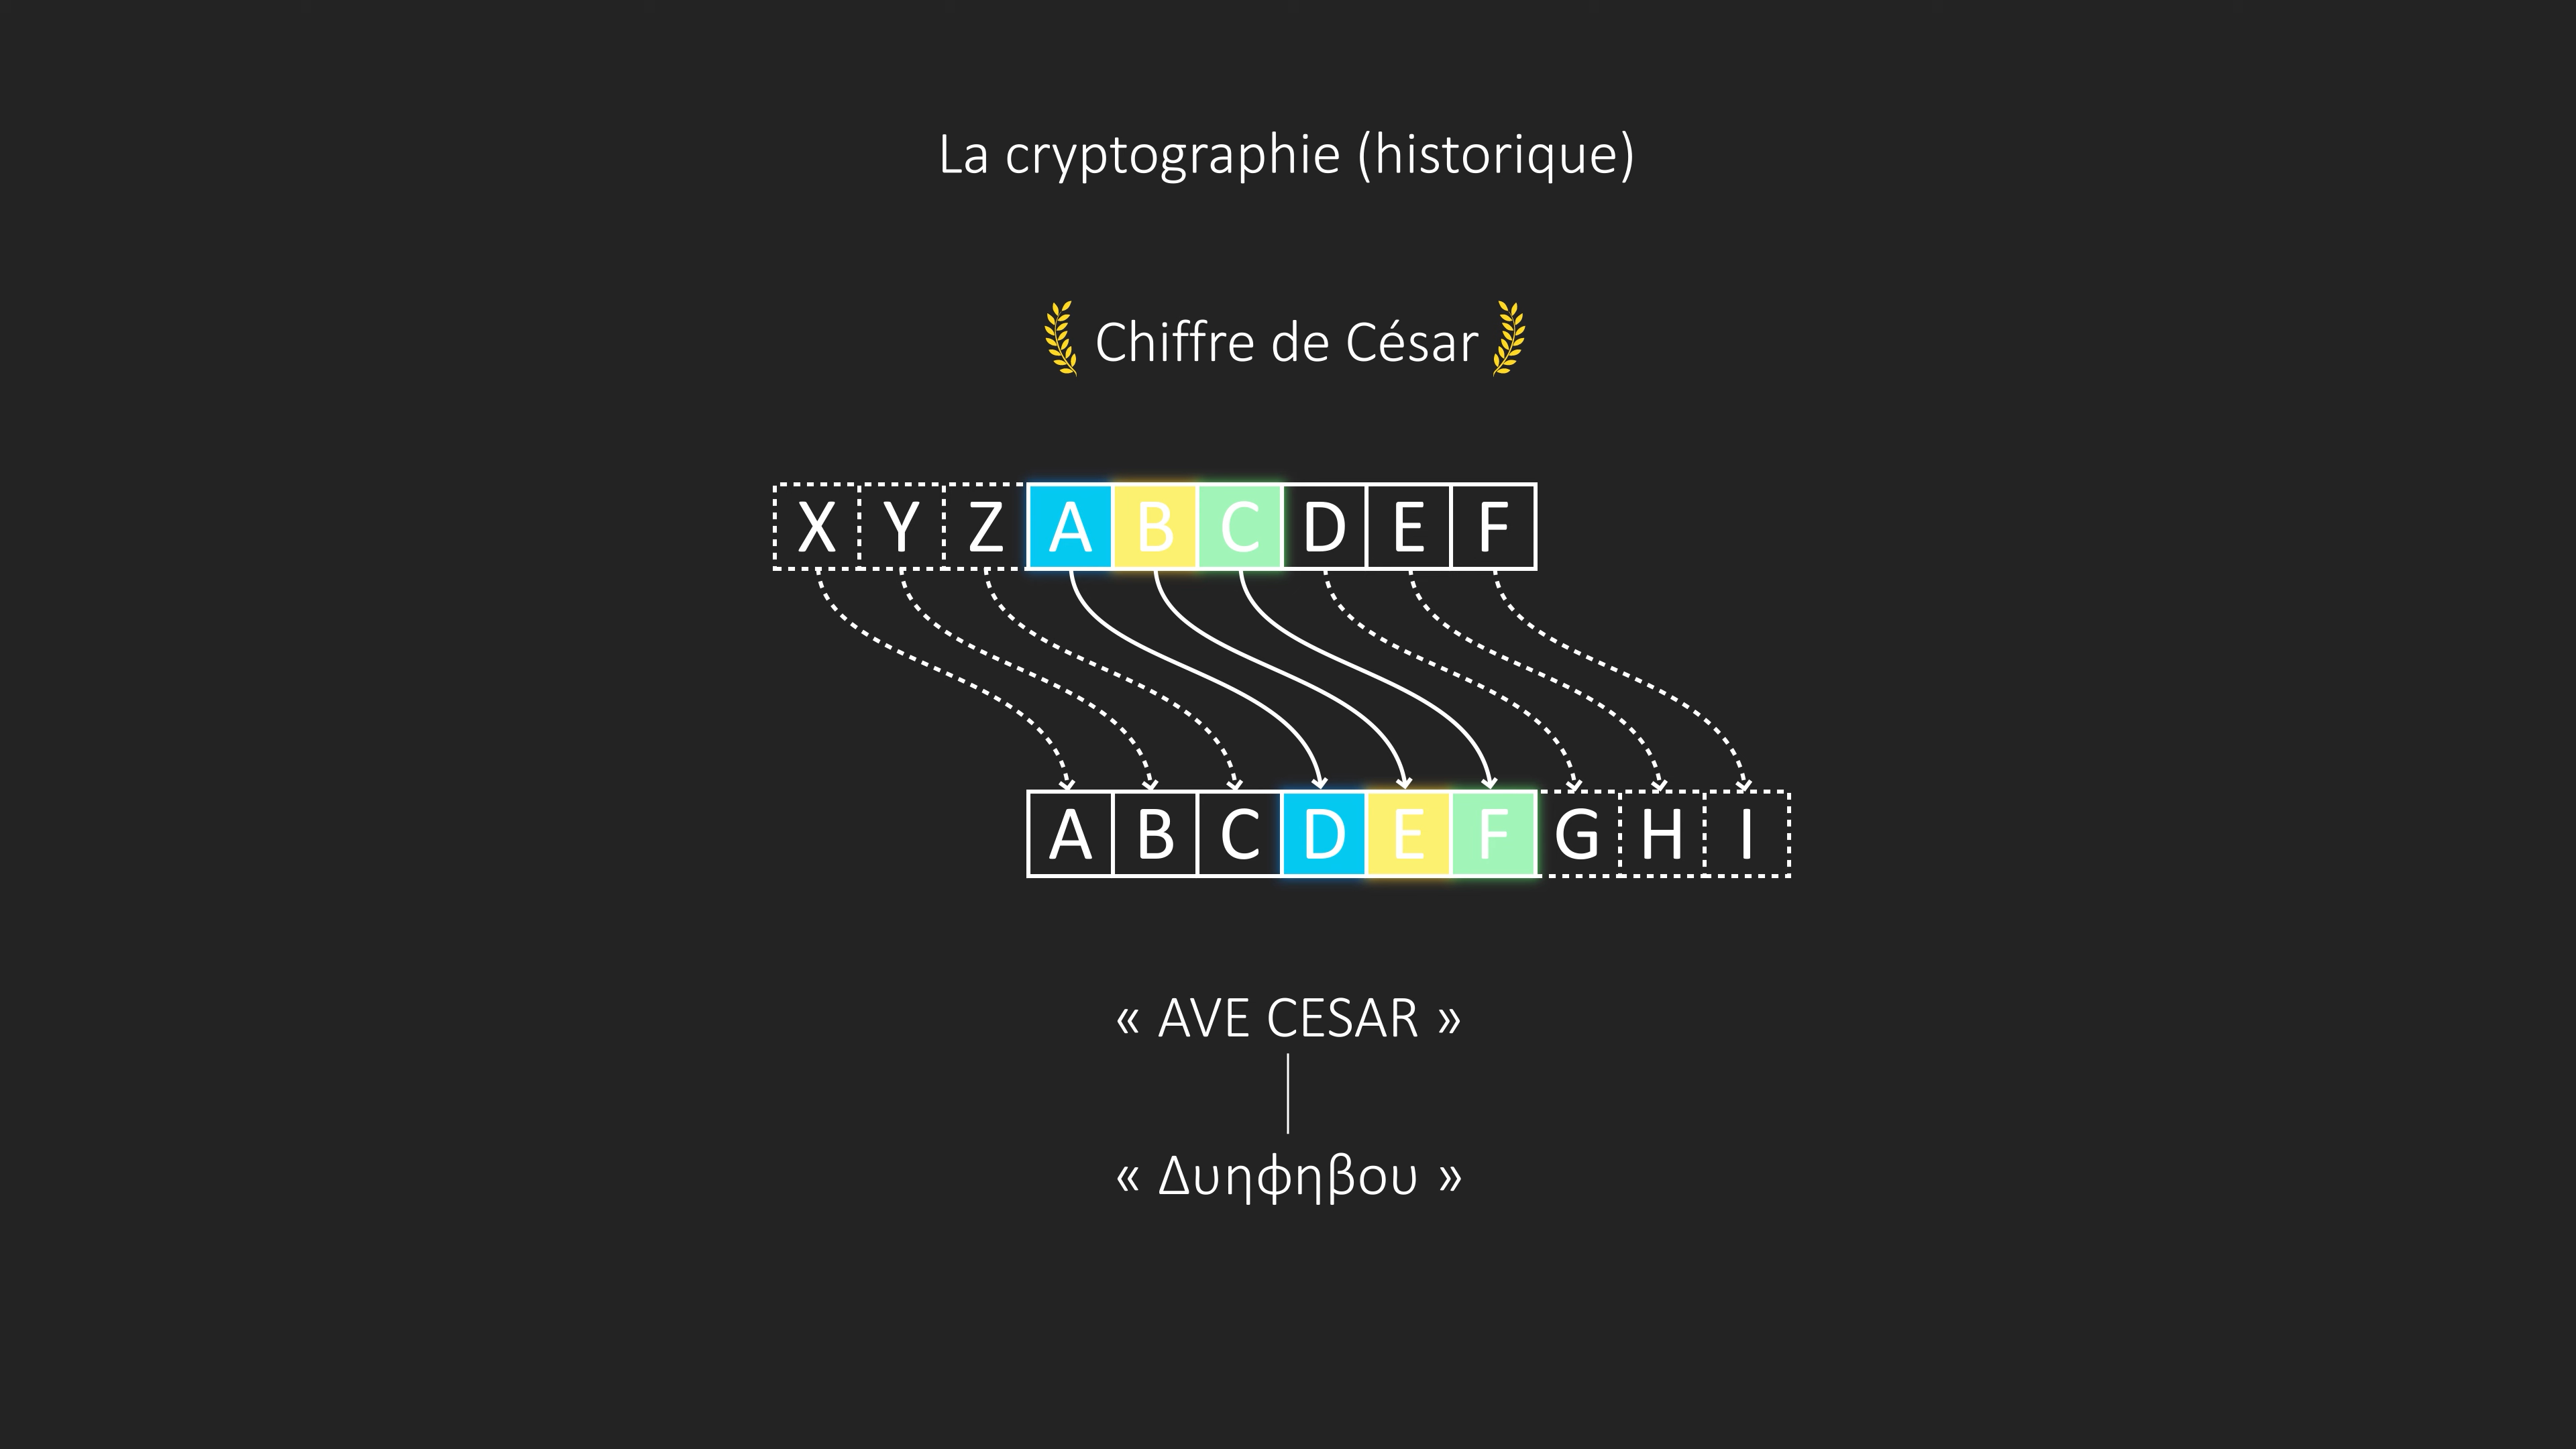 La cryptographie (historique)
Chiffre de César
X Y Z A B C D E F
A B C D E F G H I
« AVE CESAR »
« Δυηφηβου »